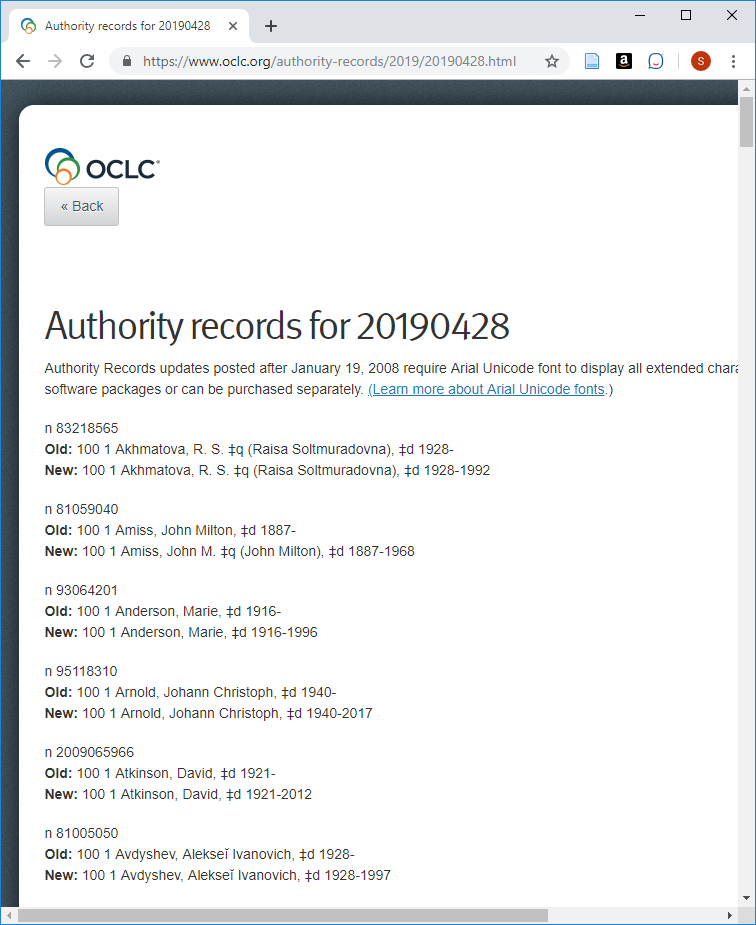 Authority records for 20190428
https://www.oclc.org/authority-records/2019/20190428.html
a
S
OCLC®
« Back
Authority records for 20190428
Authority Records updates posted after January 19, 2008 require Arial Unicode font to display all extended chara
software packages or can be purchased separately. (Learn more about Arial Unicode fonts.)
n 83218565
Old: 100 1 Akhmatova, R. S. ‡q (Raisa Soltmuradovna), ‡d 1928-
New: 100 1 Akhmatova, R. S. ‡q (Raisa Soltmuradovna), ‡d 1928-1992
n 81059040
Old: 100 1 Amiss, John Milton, ‡d 1887-
New: 100 1 Amiss, John M. ‡q (John Milton), ‡d 1887-1968
n 93064201
Old: 100 1 Anderson, Marie, ‡d 1916-
New: 100 1 Anderson, Marie, ‡d 1916-1996
n 95118310
Old: 100 1 Arnold, Johann Christoph, ‡d 1940-
New: 100 1 Arnold, Johann Christoph, ‡d 1940-2017
n 2009065966
Old: 100 1 Atkinson, David, ‡d 1921-
New: 100 1 Atkinson, David, ‡d 1921-2012
n 81005050
Old: 100 1 Avdyshev, Alekseĭ Ivanovich, ‡d 1928-
New: 100 1 Avdyshev, Alekseĭ Ivanovich, ‡d 1928-1997